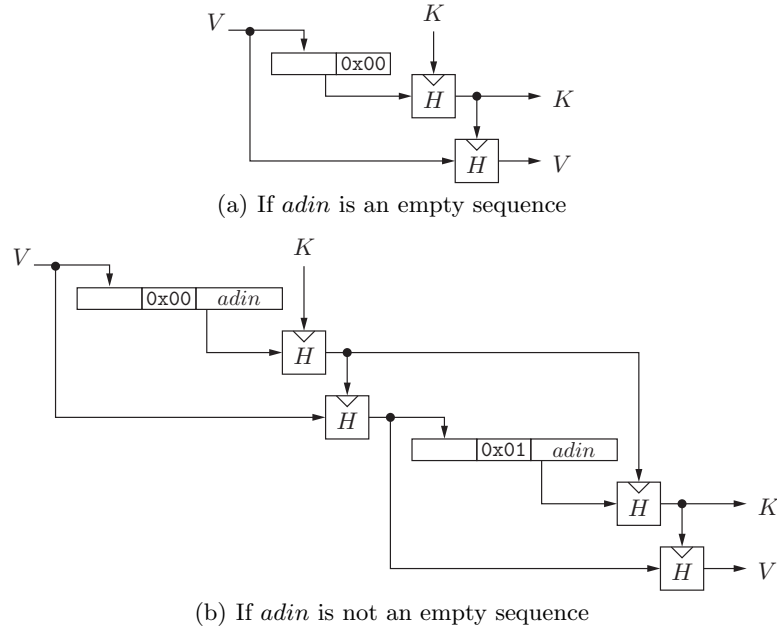 K
V
0x00
H
K
H
V
(a) If adin is an empty sequence
K
V
0x00 adin
H
H
0x01 adin
H
K
H
V
(b) If adin is not an empty sequence